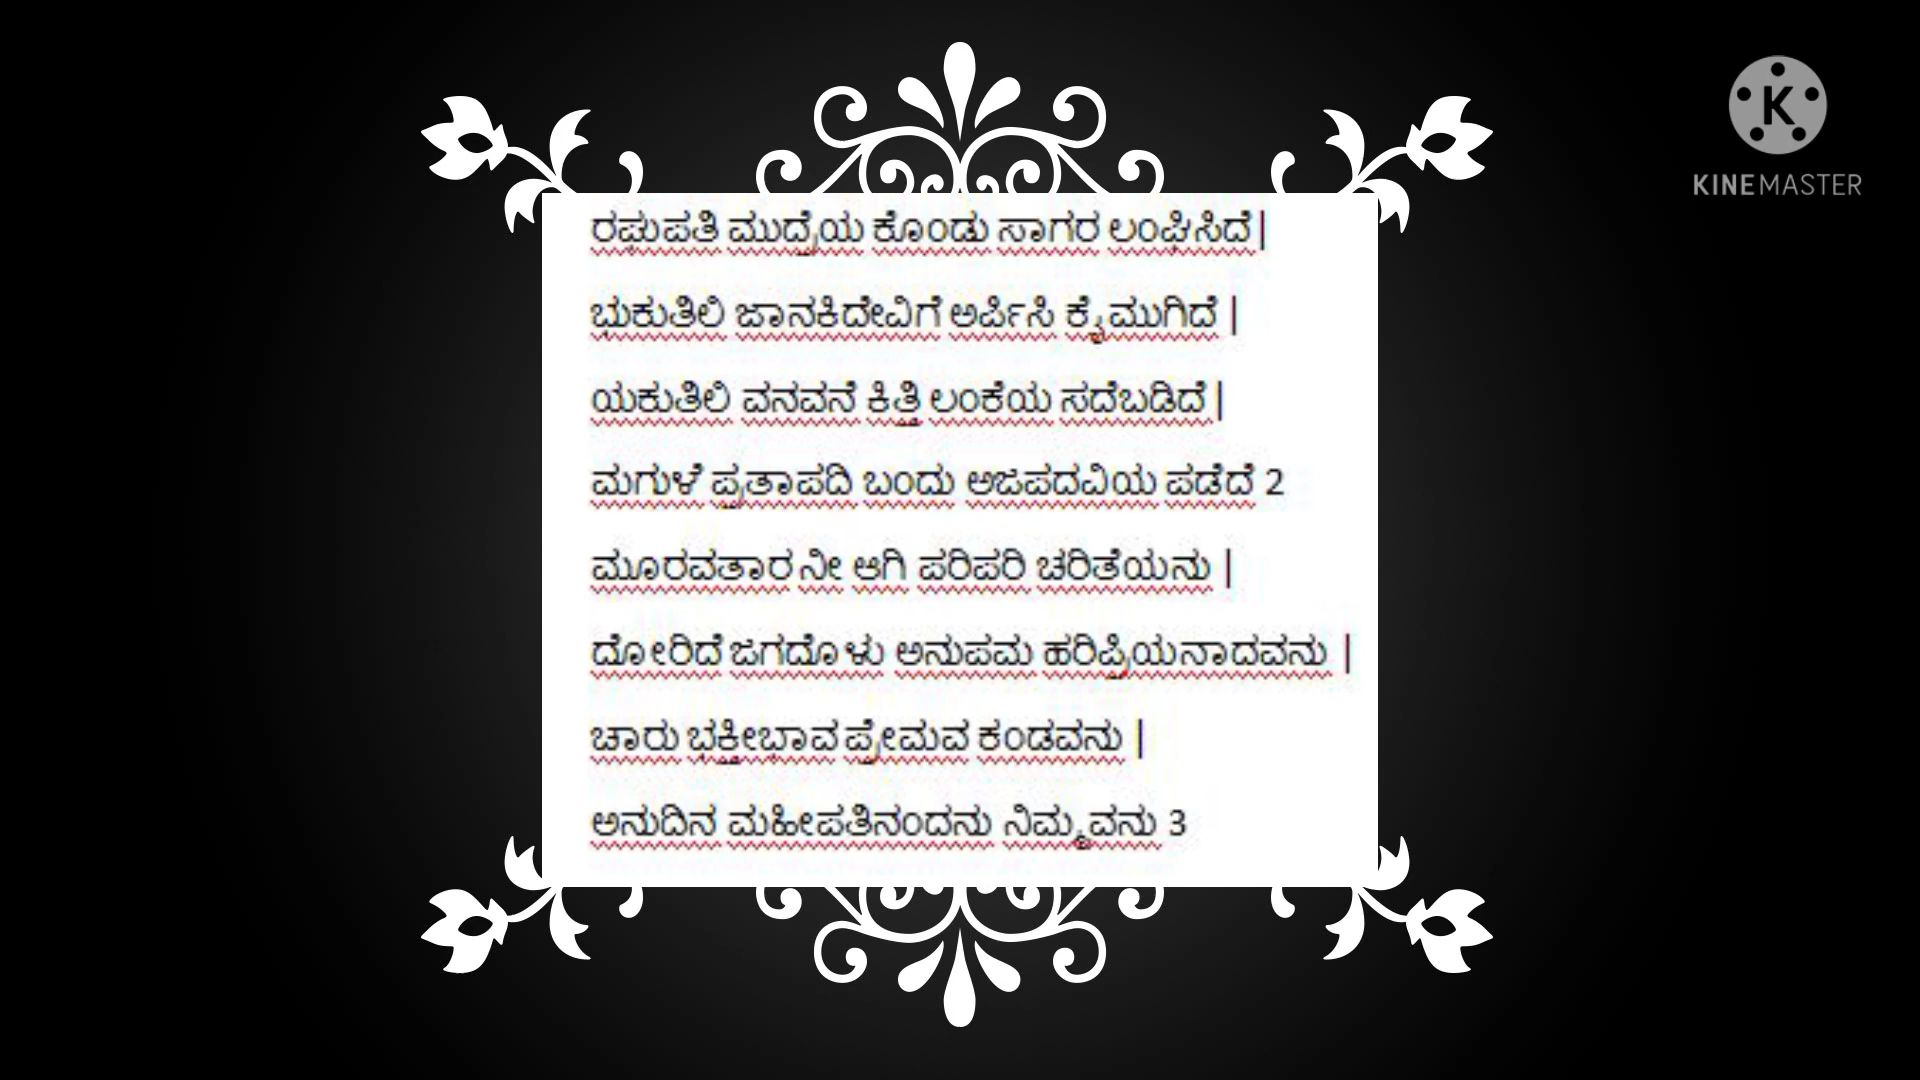 KINEMASTER
ರಘುಪತಿ ಮುದ್ರೆಯ ಕೊಂಡು ಸಾಗರ ಲಂಘಿಸಿದೆ|
ಭುಕುತಿಲಿ ಜಾನಕಿದೇವಿಗೆ ಅರ್ಪಿಸಿ ಕೈಮುಗಿದೆ |
ಯಕುತಿಲಿ ವನವನೆ ಕಿತ್ತಿ ಲಂಕೆಯ ಸದೆಬಡಿದೆ|
ಮಗುಳೆ ಪ್ರತಾಪದಿ ಬಂದು ಅಜಪದವಿಯ ಪಡೆದೆ 2
ಮೂರವತಾರ ನೀ ಆಗಿ ಪರಿಪರಿ ಚರಿತೆಯನು |
ದೋರಿದೆ ಜಗದೊಳು ಅನುಪಮ ಹರಿಪ್ರಿಯನಾದವನು |
ಚಾರು ಭಕ್ತೀಭಾವ ಪ್ರೇಮವ ಕಂಡವನು |
ಅನುದಿನ ಮಹೀಪತಿನಂದನು ನಿಮ್ಮವನು 3